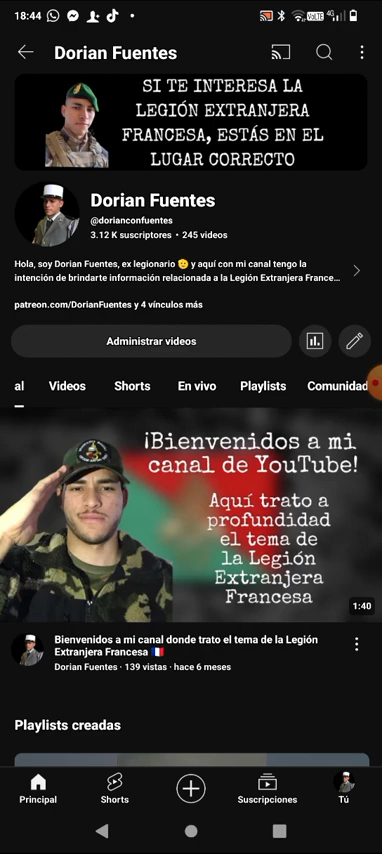 18:44
VoLTE
4G
Dorian Fuentes
SI TE INTERESA LA
LEGIÓN EXTRANJERA
FRANCESA, ESTÁS EN EL
LUGAR CORRECTO
Dorian Fuentes
@dorianconfuentes
3.12 K suscriptores • 245 videos
Hola, soy Dorian Fuentes, ex legionario 🫡 y aquí con mi canal tengo la
intención de brindarte información relacionada a la Legión Extranjera France...
patreon.com/DorianFuentes y 4 vínculos más
Administrar videos
al Videos Shorts En vivo Playlists Comunidad
¡Bienvenidos a mi
canal de YouTube!
Aquí trato a
profundidad
el tema de
la Legión
Extranjera
Francesa
1:40
Bienvenidos a mi canal donde trato el tema de la Legión
Extranjera Francesa 🇫🇷
Dorian Fuentes · 139 vistas · hace 6 meses
Playlists creadas
Principal Shorts Suscripciones Tú